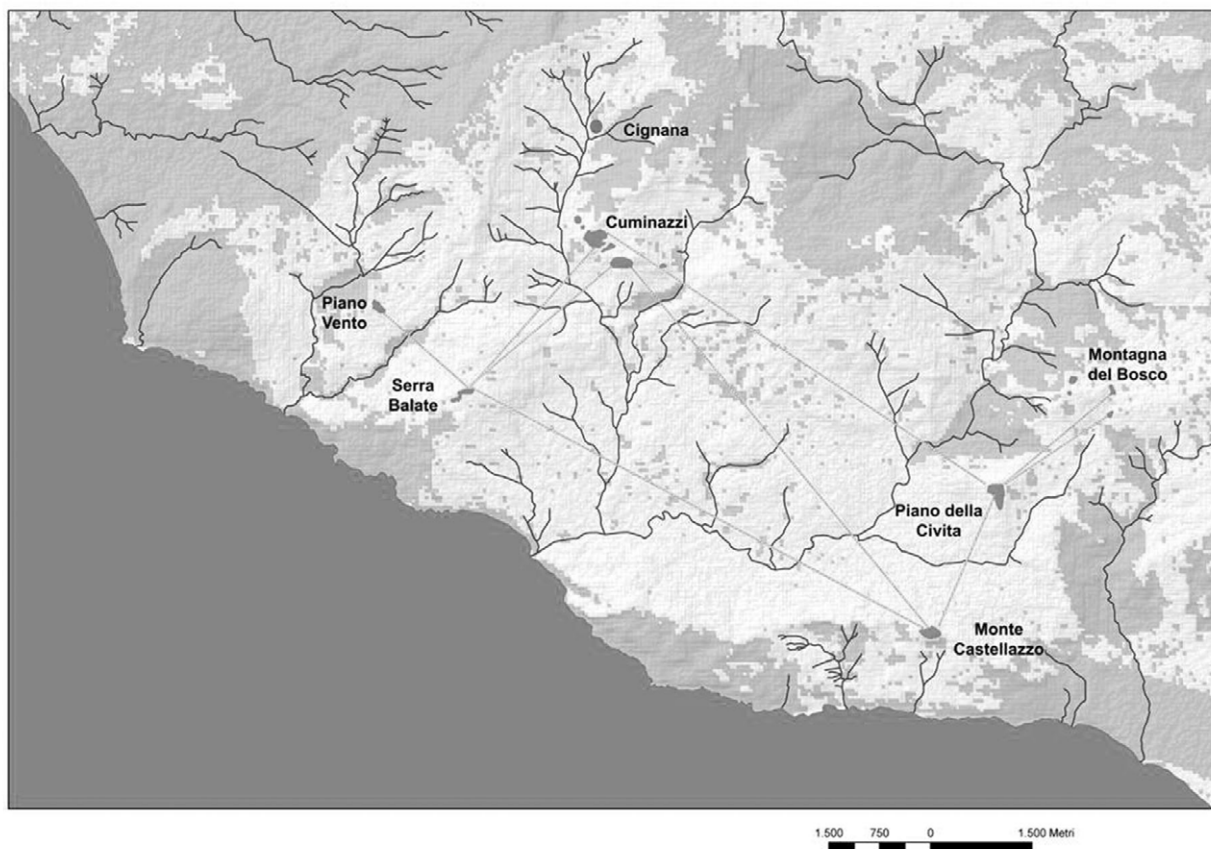 Cignana
Cuminazzi
Piano
Vento
Montagna
del Bosco
Serra
Balate
Piano della
Civita
Monte
Castellazzo
1.500 750 0 1.500 Metri